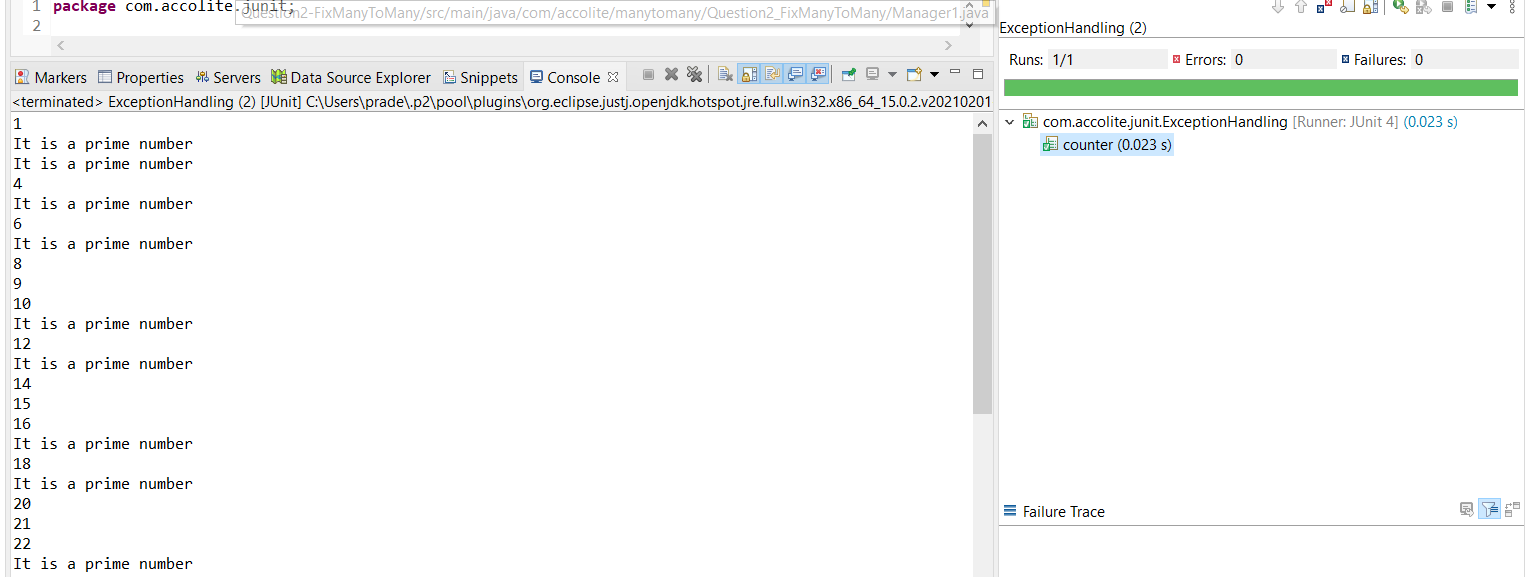 1 package com.accolite.junit;
Question2-FixManyToMany/src/main/java/com/accolite/manytomany/Question2_FixManyToMany/Manager1.java
2
Markers Properties Servers Data Source Explorer Snippets Console
<terminated> ExceptionHandling (2) [JUnit] C:\Users\prade\.p2\pool\plugins\org.eclipse.justj.openjdk.hotspot.jre.full.win32.x86_64_15.0.2.v20210201
1
It is a prime number
It is a prime number
4
It is a prime number
6
It is a prime number
8
9
10
It is a prime number
12
It is a prime number
14
15
16
It is a prime number
18
It is a prime number
20
21
22
It is a prime number
ExceptionHandling (2)
Runs: 1/1 Errors: 0 Failures: 0
com.accolite.junit.ExceptionHandling [Runner: JUnit 4] (0.023 s)
counter (0.023 s)
Failure Trace